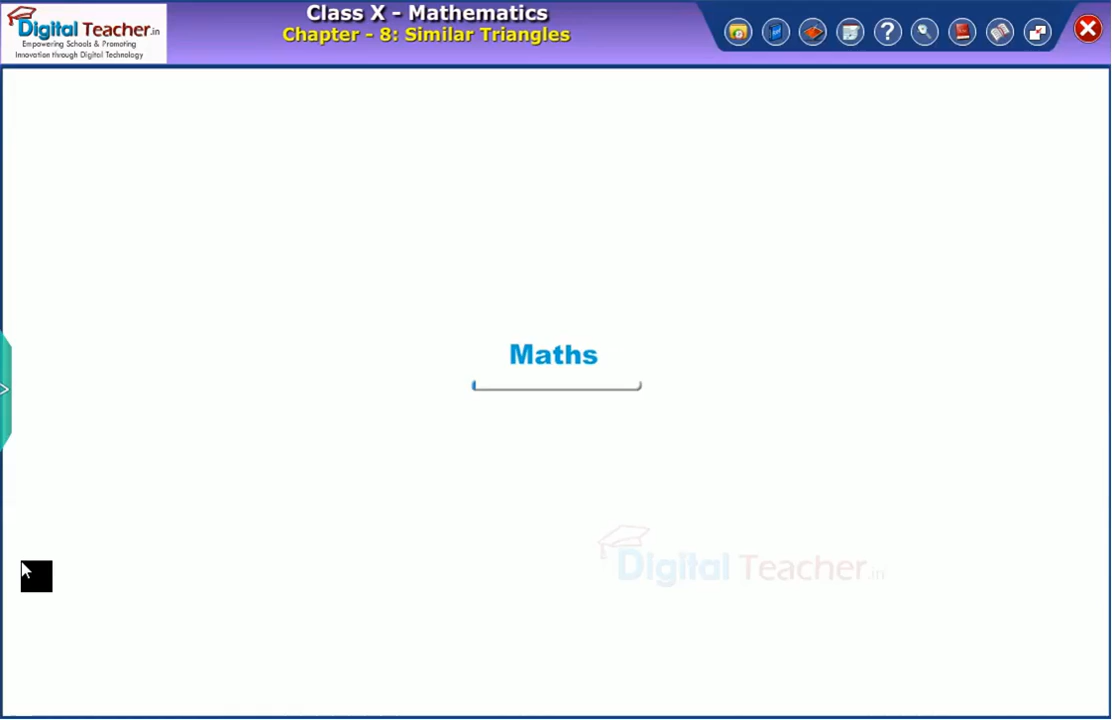 Digital Teacher.in
Empowering Schools & Promoting
Innovation through Digital Technology
Class X - Mathematics
Chapter - 8: Similar Triangles
?
Maths
Digital Teacher.in